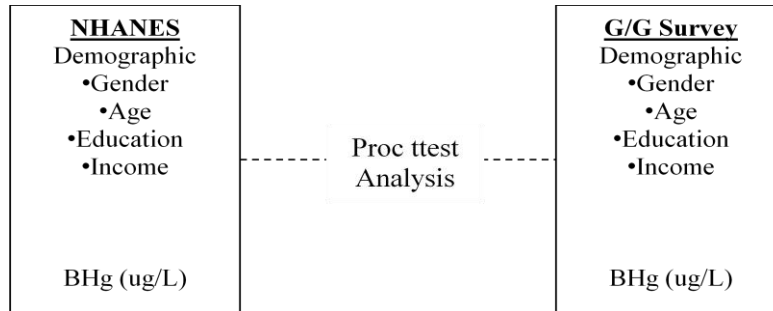 NHANES
Demographic
•Gender
•Age
•Education
•Income
BHg (ug/L)
Proc ttest
Analysis
G/G Survey
Demographic
•Gender
•Age
•Education
•Income
BHg (ug/L)